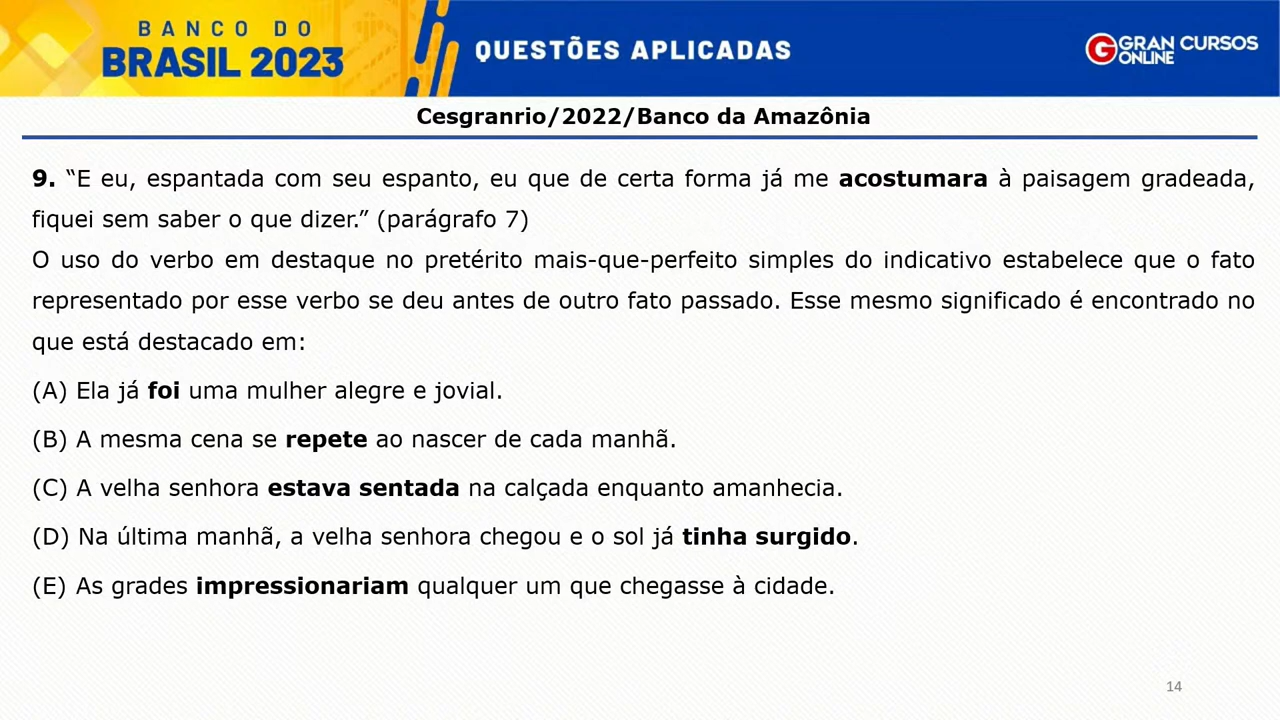 BANCO DO
BRASIL 2023
QUESTÕES APLICADAS
G GRAN CURSOS
ONLINE
Cesgranrio/2022/Banco da Amazônia
9. “E eu, espantada com seu espanto, eu que de certa forma já me acostumara à paisagem gradeada,
fiquei sem saber o que dizer.” (parágrafo 7)
O uso do verbo em destaque no pretérito mais-que-perfeito simples do indicativo estabelece que o fato
representado por esse verbo se deu antes de outro fato passado. Esse mesmo significado é encontrado no
que está destacado em:
(A) Ela já foi uma mulher alegre e jovial.
(B) A mesma cena se repete ao nascer de cada manhã.
(C) A velha senhora estava sentada na calçada enquanto amanhecia.
(D) Na última manhã, a velha senhora chegou e o sol já tinha surgido.
(E) As grades impressionariam qualquer um que chegasse à cidade.
14